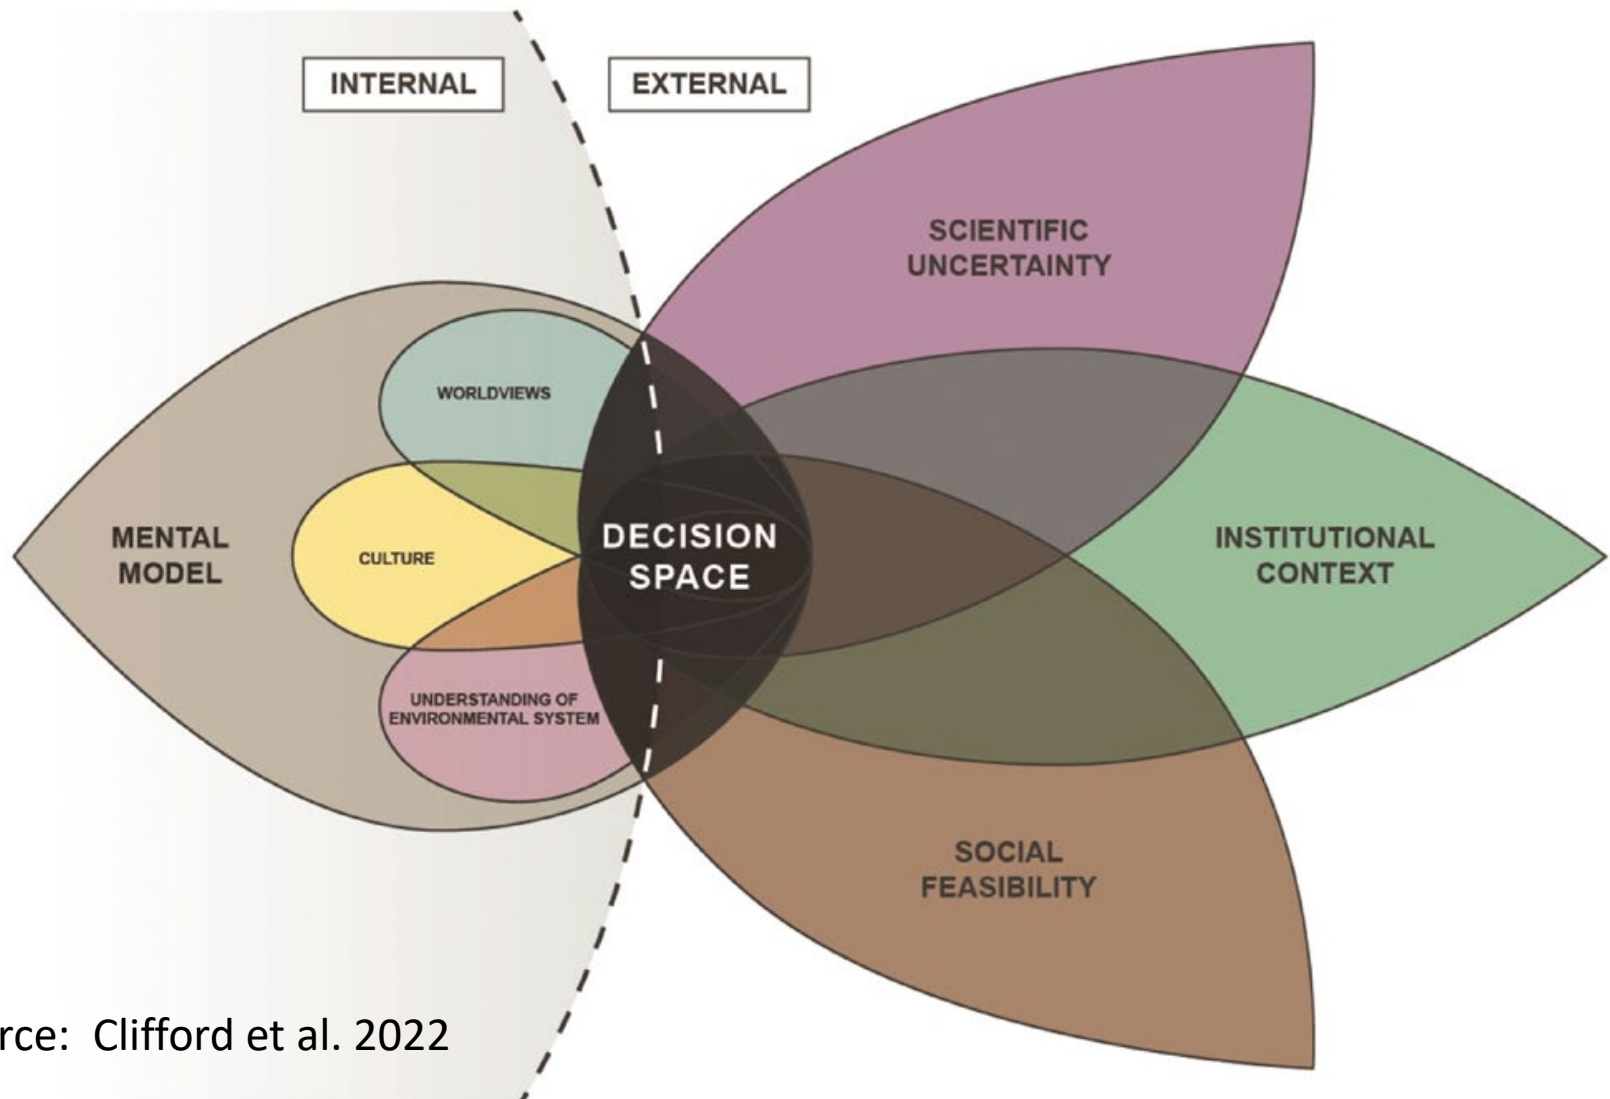 INTERNAL
EXTERNAL
SCIENTIFIC
UNCERTAINTY
WORLDVIEWS
MENTAL
MODEL
CULTURE
DECISION
SPACE
INSTITUTIONAL
CONTEXT
UNDERSTANDING OF
ENVIRONMENTAL SYSTEM
SOCIAL
FEASIBILITY
rce: Clifford et al. 2022